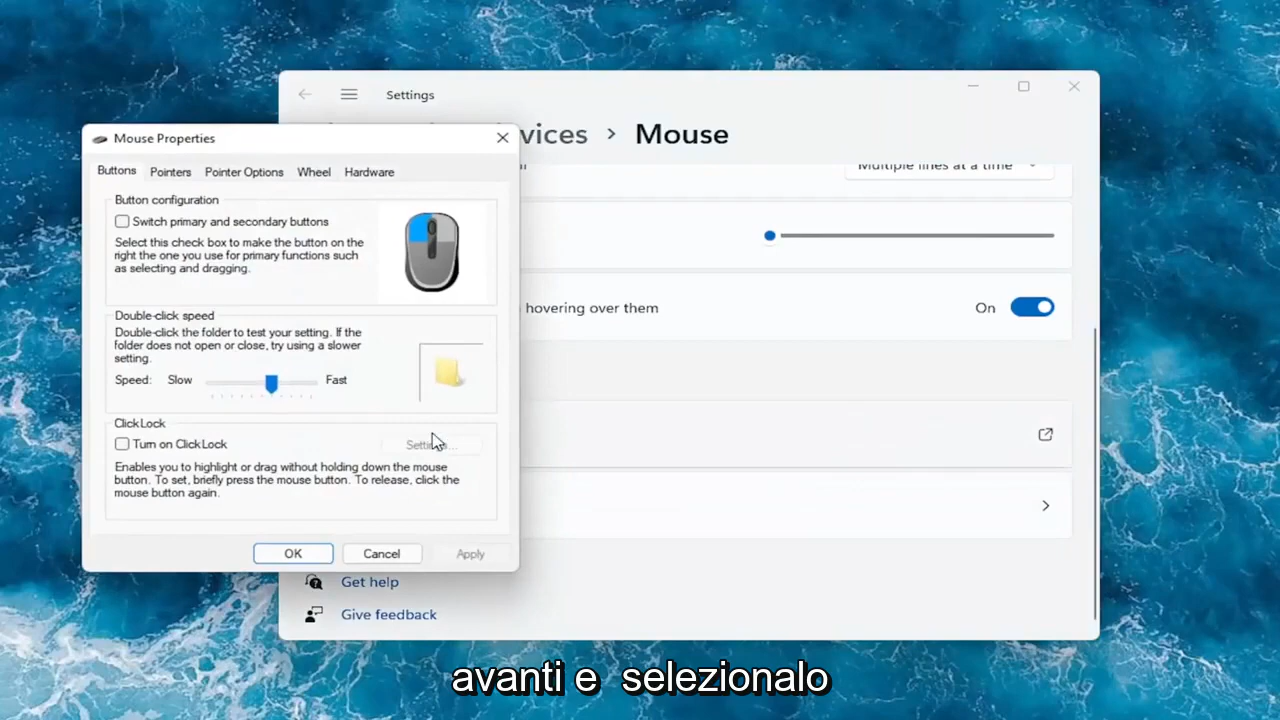 Settings
Mouse Properties
vices > Mouse
Buttons Pointers Pointer Options Wheel Hardware
Multiple lines at a time
Button configuration
Switch primary and secondary buttons
Select this check box to make the button on the
right the one you use for primary functions such
as selecting and dragging.
hovering over them
On
Double-click speed
Double-click the folder to test your setting. If the
folder does not open or close, try using a slower
setting.
Speed: Slow Fast
ClickLock
Turn on ClickLock
Enables you to highlight or drag without holding down the mouse
button. To set, briefly press the mouse button. To release, click the
mouse button again.
OK Cancel Apply
Get help
Give feedback
avanti e selezionalo